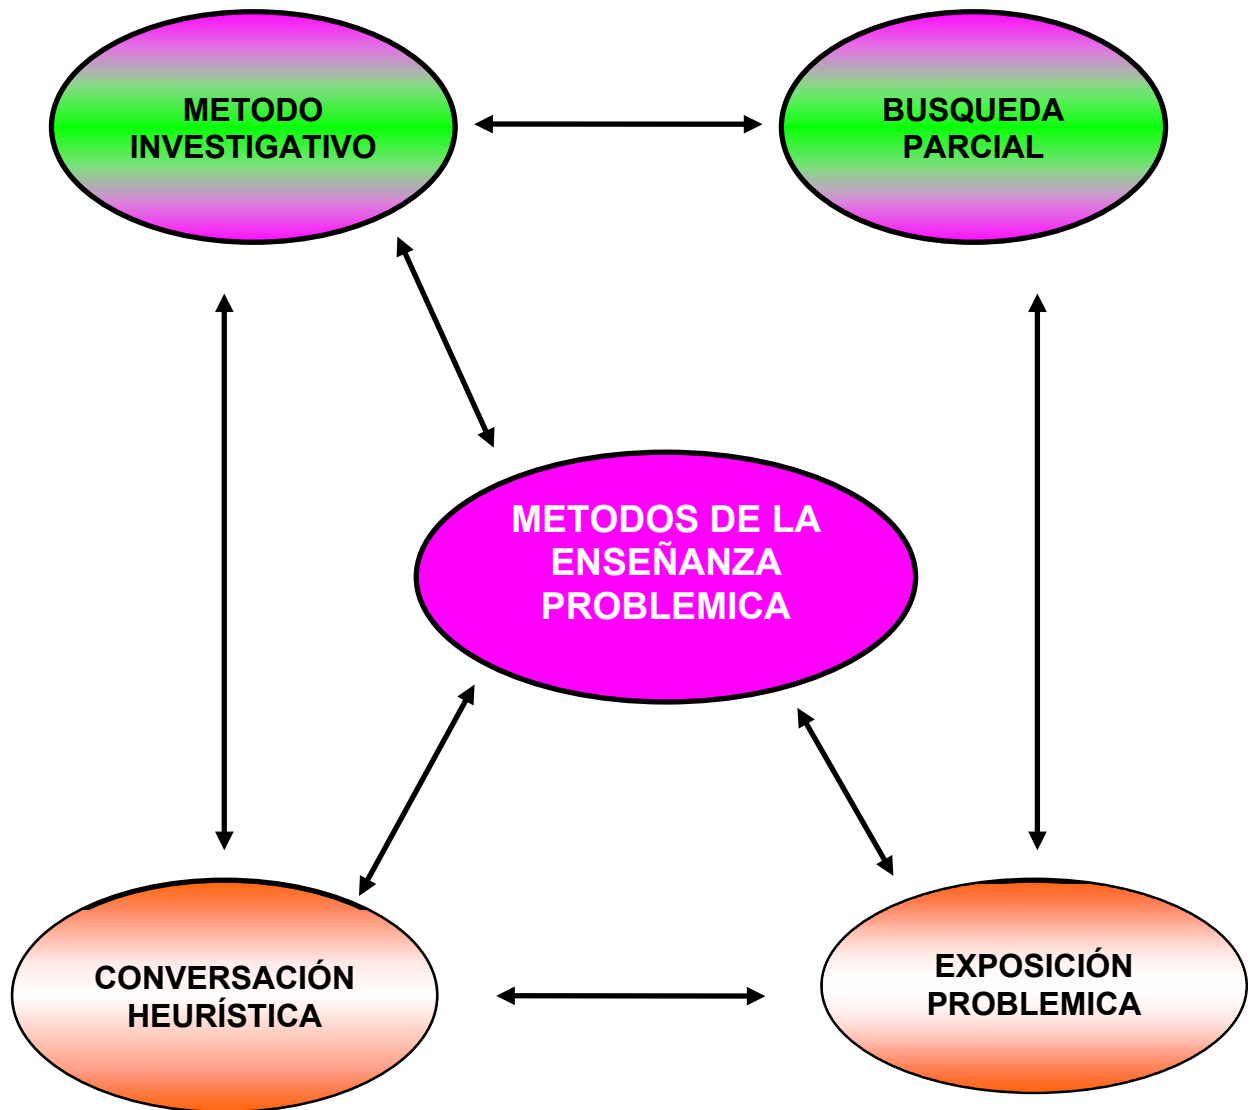 METODO
INVESTIGATIVO
BUSQUEDA
PARCIAL
METODOS DE LA
ENSEÑANZA
PROBLEMICA
CONVERSACIÓN
HEURÍSTICA
EXPOSICIÓN
PROBLEMICA